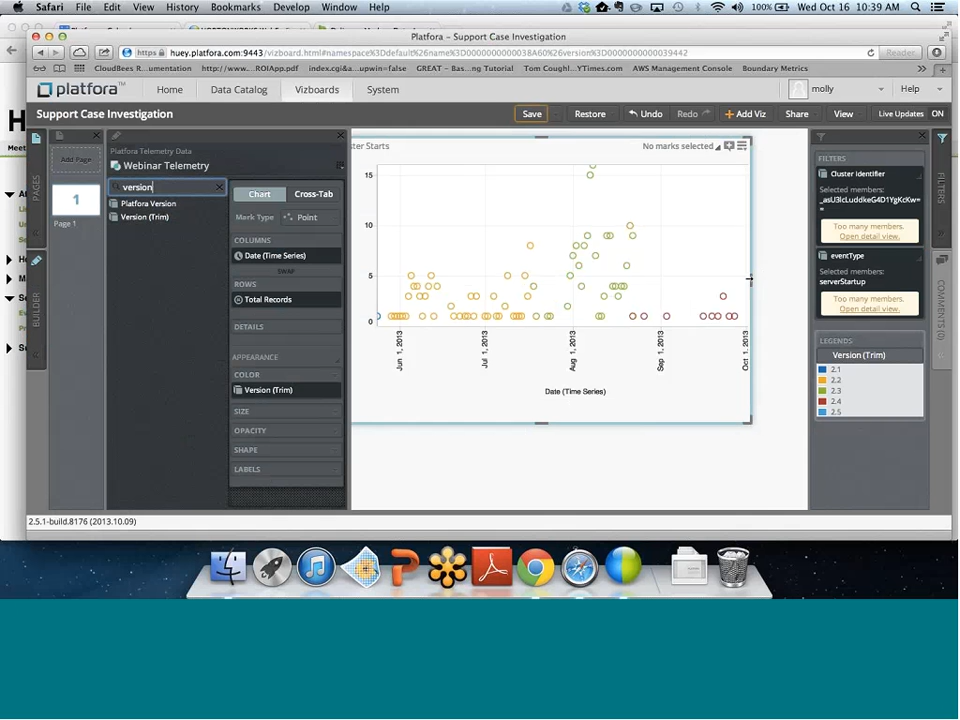 Safari File Edit View History Bookmarks Develop Window Help 100% Wed Oct 16 10:39 AM
Platfora – Support Case Investigation
https huey.platfora.com:9443/vizboard.html#namespace%3Ddefault%26name%3D000000000038A60%26version%3D000000000039442 Reader
CloudBees R...umentation http://www....ROIApp.pdf index.cgi&a...upwin=false GREAT – Bas...ng Tutorial Tom Coughl...YTimes.com AWS Management Console Boundary Metrics
platfora Home Data Catalog Vizboards System molly Help
Support Case Investigation Save Restore Undo Redo Add Viz Share View Live Updates ON
PAGES
Add Page
1
Page 1
BUILDER
Platfora Telemetry Data
Webinar Telemetry
version
Platfora Version
Version (Trim)
Chart Cross-Tab
Mark Type Point
COLUMNS
Date (Time Series)
SWAP
ROWS
Total Records
DETAILS
APPEARANCE
COLOR
Version (Trim)
SIZE
OPACITY
SHAPE
LABELS
ster Starts No marks selected
15
10
5
0
Jun 1, 2013
Jul 1, 2013
Aug 1, 2013
Sep 1, 2013
Oct 1, 2013
Date (Time Series)
FILTERS
Cluster Identifier
Selected members:
Too many members.
Open detail view.
eventType
Selected members:
serverStartup
Too many members.
Open detail view.
LEGENDS
Version (Trim)
2.1
2.2
2.3
2.4
2.5
FILTERS
COMMENTS (0)
2.5.1-build.8176 (2013.10.09)